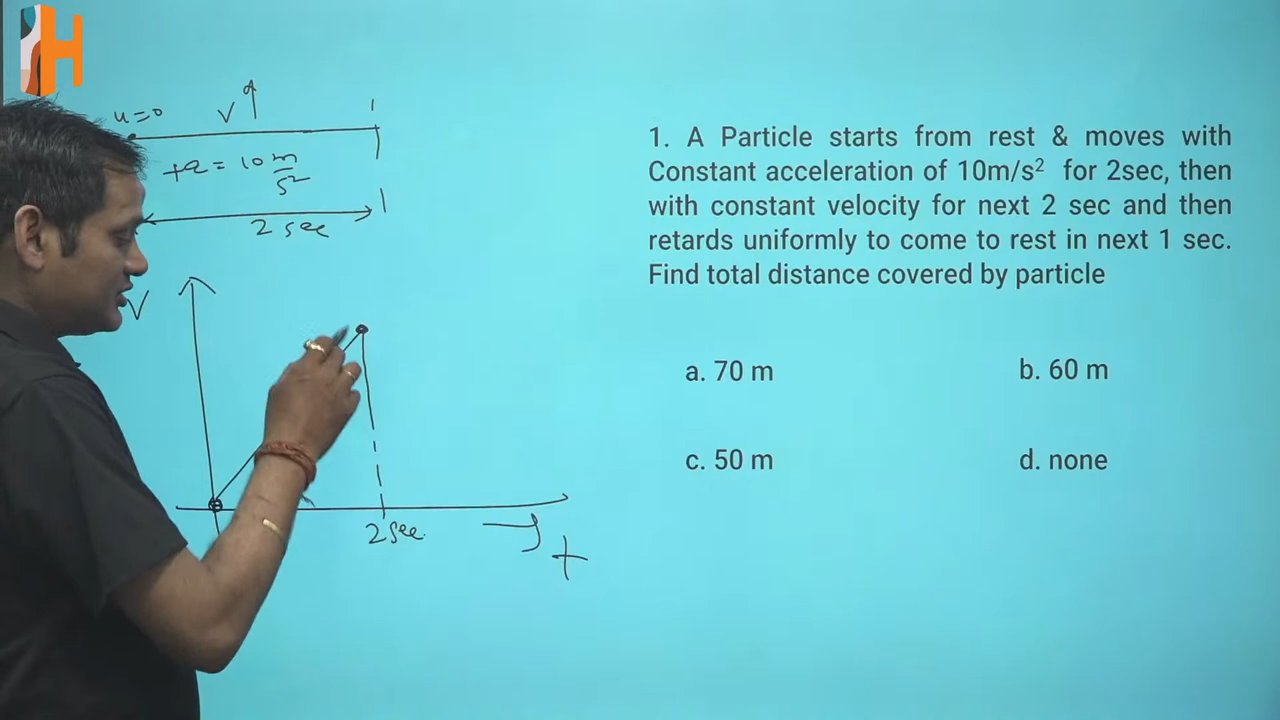 H
u=0
V↑
+a = 10 m/s²
2 sec
V
2 sec.
→ t
1. A Particle starts from rest & moves with
Constant acceleration of 10m/s² for 2sec, then
with constant velocity for next 2 sec and then
retards uniformly to come to rest in next 1 sec.
Find total distance covered by particle
a. 70 m
b. 60 m
c. 50 m
d. none